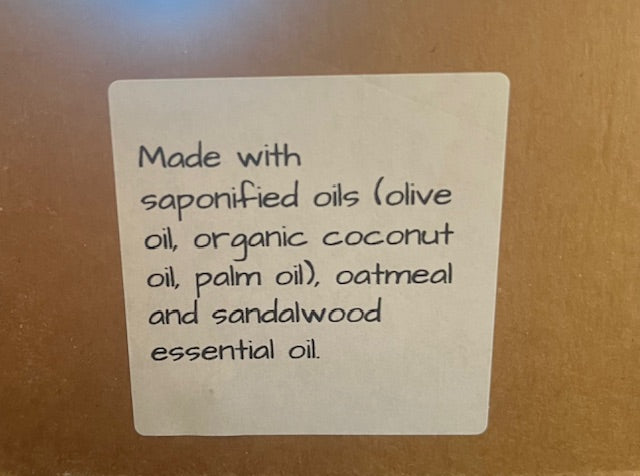 Made with
saponified oils (olive
oil, organic coconut
oil, palm oil), oatmeal
and sandalwood
essential oil.